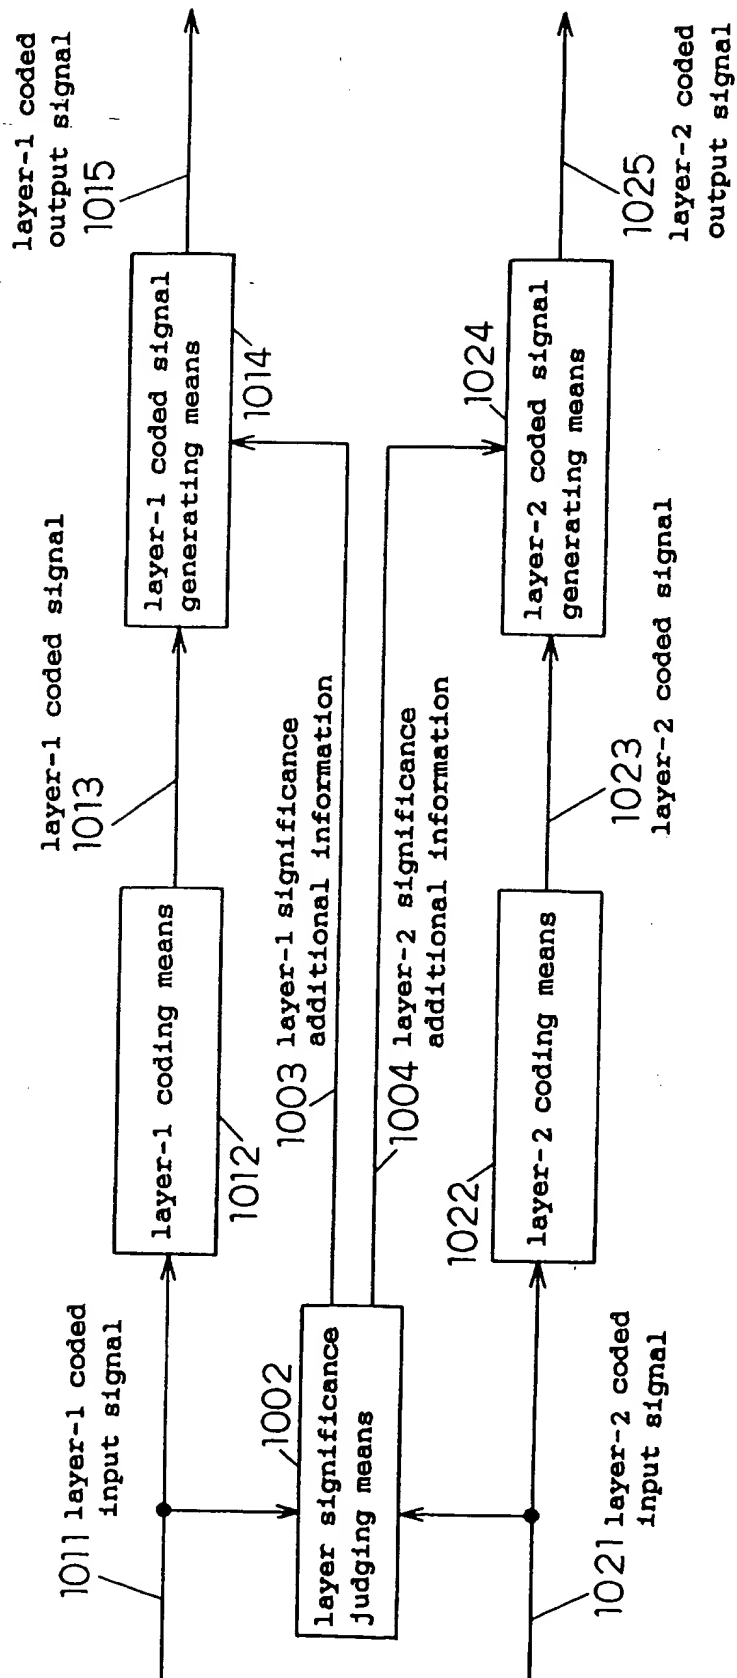 1011 layer-1 coded
input signal
layer-1 coding means
1012
layer-1 coded signal
1013
layer-1 coded signal
generating means
1014
layer-1 coded
output signal
1015
layer significance
judging means
1002
1003 layer-1 significance
additional information
1004 layer-2 significance
additional information
1021 layer-2 coded
input signal
1022
layer-2 coding means
1023
layer-2 coded signal
1024
layer-2 coded signal
generating means
1025
layer-2 coded
output signal